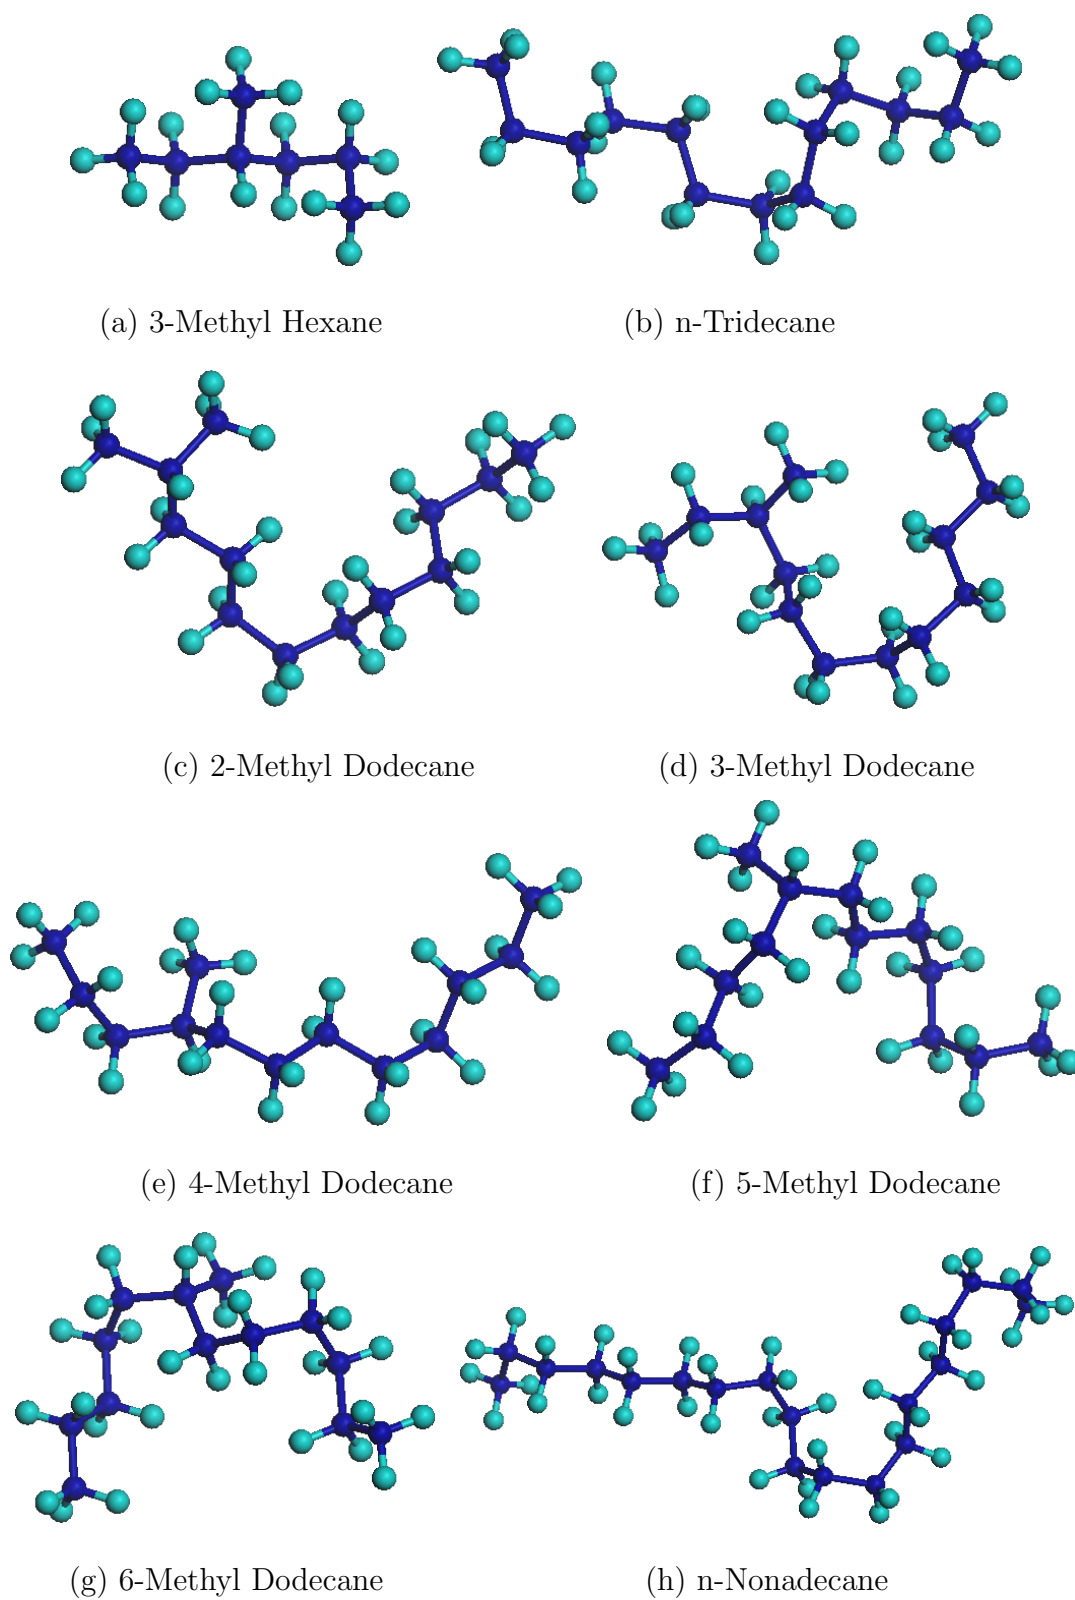 (a) 3-Methyl Hexane
(b) n-Tridecane
(c) 2-Methyl Dodecane
(d) 3-Methyl Dodecane
(e) 4-Methyl Dodecane
(f) 5-Methyl Dodecane
(g) 6-Methyl Dodecane
(h) n-Nonadecane